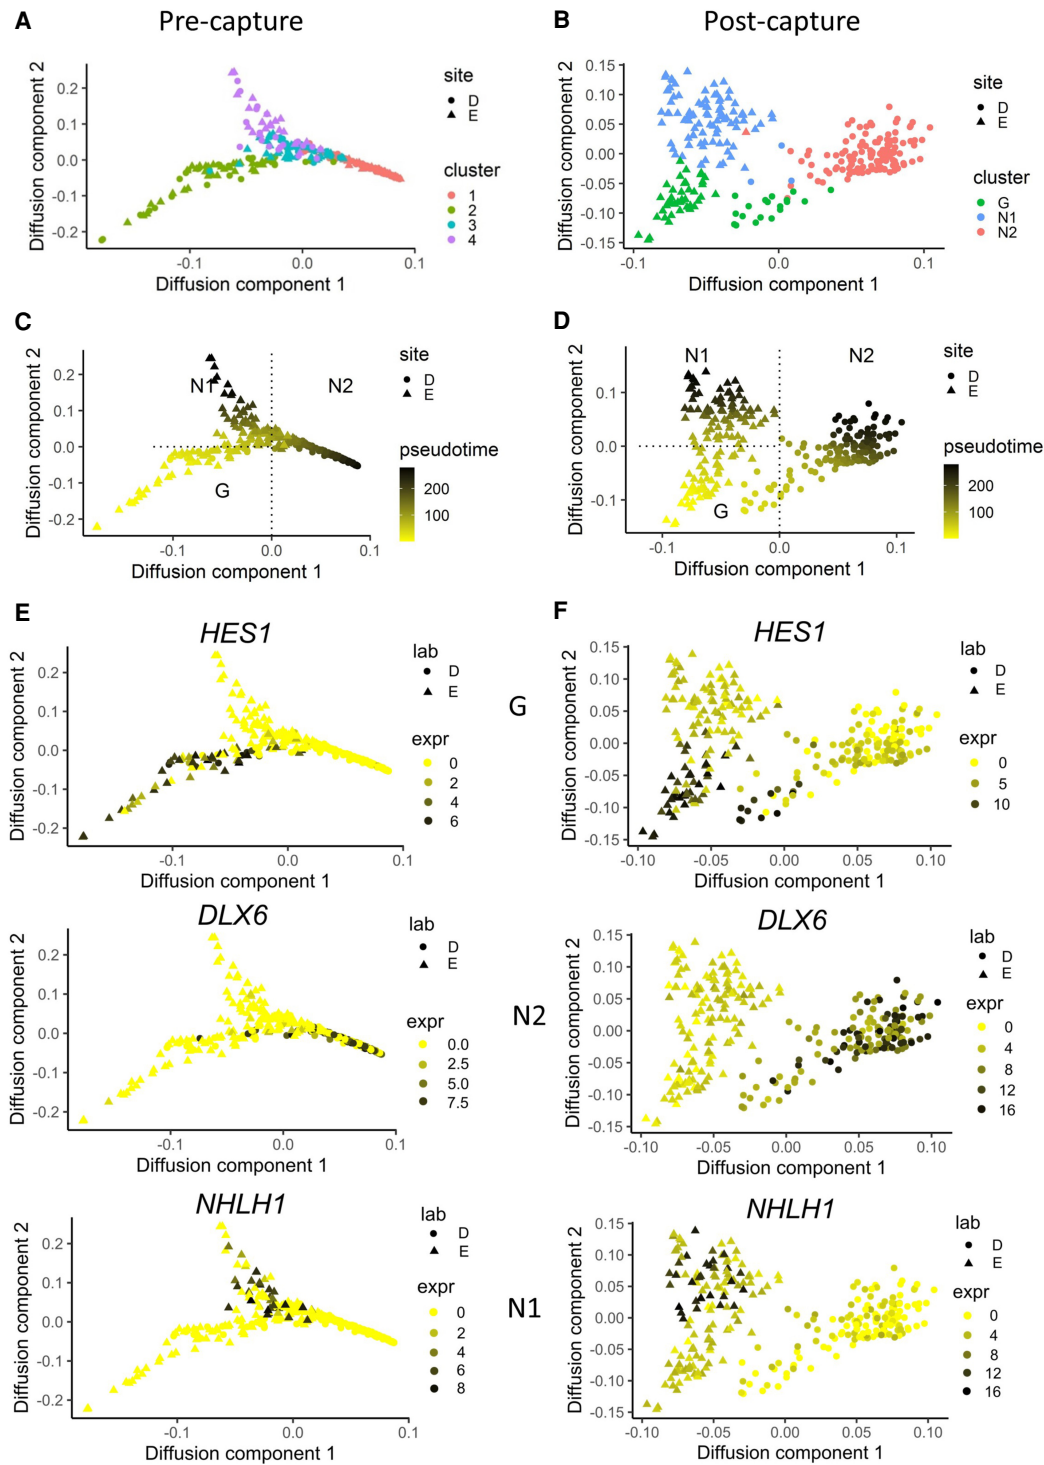 A
Pre-capture
B
Post-capture
Diffusion component 2
0.2
0.1
0.0
-0.1
-0.2
-0.1
0.0
0.1
Diffusion component 1
site
D
E
cluster
1
2
3
4
Diffusion component 2
0.15
0.10
0.05
0.00
-0.05
-0.10
-0.15
-0.1
0.0
0.1
Diffusion component 1
site
D
E
cluster
G
N1
N2
C
Diffusion component 2
0.2
0.1
0.0
-0.1
-0.2
N1
N2
G
-0.1
0.0
0.1
Diffusion component 1
site
D
E
pseudotime
200
100
D
Diffusion component 2
0.1
0.0
-0.1
N1
N2
G
-0.1
0.0
0.1
Diffusion component 1
site
D
E
pseudotime
200
100
E
HES1
Diffusion component 2
0.2
0.1
0.0
-0.1
-0.2
-0.1
0.0
0.1
Diffusion component 1
lab
D
E
expr
0
2
4
6
G
F
HES1
Diffusion component 2
0.15
0.10
0.05
0.00
-0.05
-0.10
-0.15
-0.10
-0.05
0.00
0.05
0.10
Diffusion component 1
lab
D
E
expr
0
5
10
DLX6
Diffusion component 2
0.2
0.1
0.0
-0.1
-0.2
-0.1
0.0
0.1
Diffusion component 1
lab
D
E
expr
0.0
2.5
5.0
7.5
N2
DLX6
Diffusion component 2
0.15
0.10
0.05
0.00
-0.05
-0.10
-0.15
-0.10
-0.05
0.00
0.05
0.10
Diffusion component 1
lab
D
E
expr
0
4
8
12
16
NHLH1
Diffusion component 2
0.2
0.1
0.0
-0.1
-0.2
-0.1
0.0
0.1
Diffusion component 1
lab
D
E
expr
0
2
4
6
8
N1
NHLH1
Diffusion component 2
0.15
0.10
0.05
0.00
-0.05
-0.10
-0.15
-0.10
-0.05
0.00
0.05
0.10
Diffusion component 1
lab
D
E
expr
0
4
8
12
16